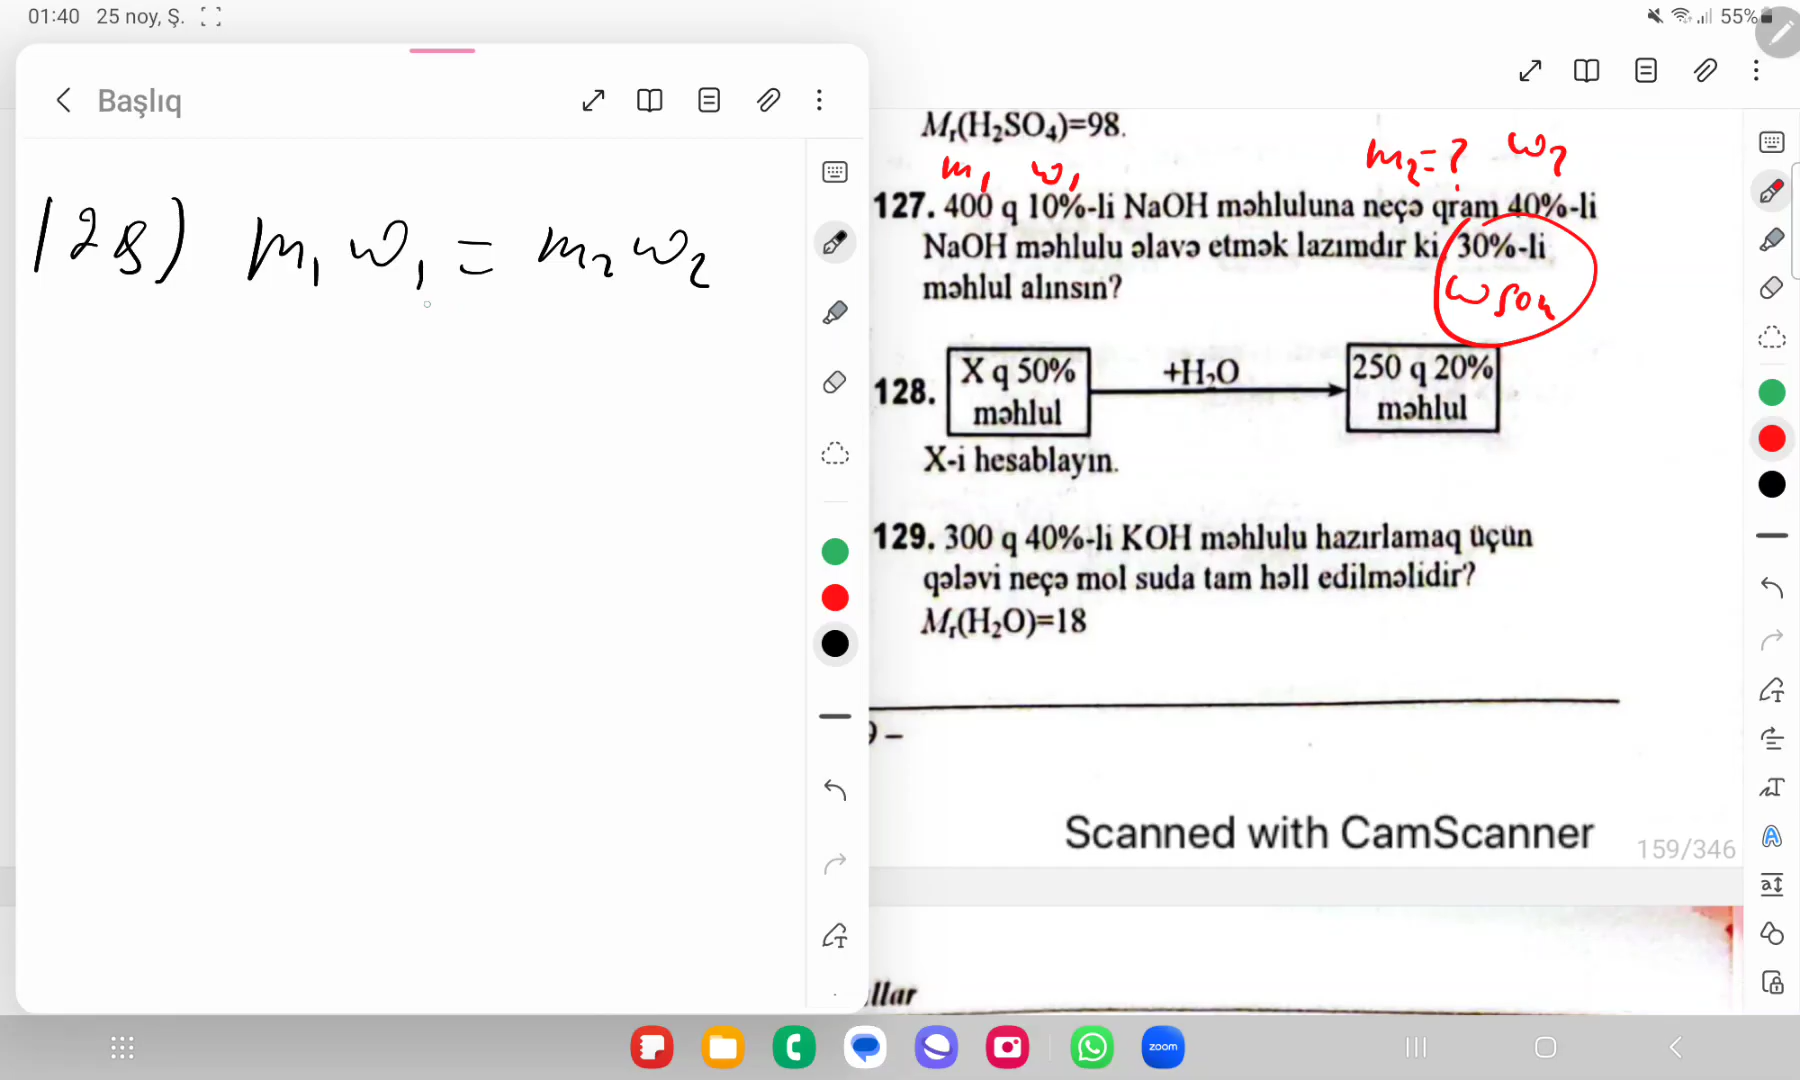 01:40 25 noy, Ş.
55%
Başlıq
128) m₁ω₁ = m₂ω₂
Mr(H₂SO₄)=98.
m₁ ω₁ m₂=? ω₂
127. 400 q 10%-li NaOH məhluluna neçə qram 40%-li
NaOH məhlulu əlavə etmək lazımdır ki, 30%-li
məhlul alınsın?
ω son
128. X q 50% məhlul +H₂O 250 q 20% məhlul
X-i hesablayın.
129. 300 q 40%-li KOH məhlulu hazırlamaq üçün
qələvi neçə mol suda tam həll edilməlidir?
Mr(H₂O)=18
9 –
Scanned with CamScanner
159/346
llar
zoom